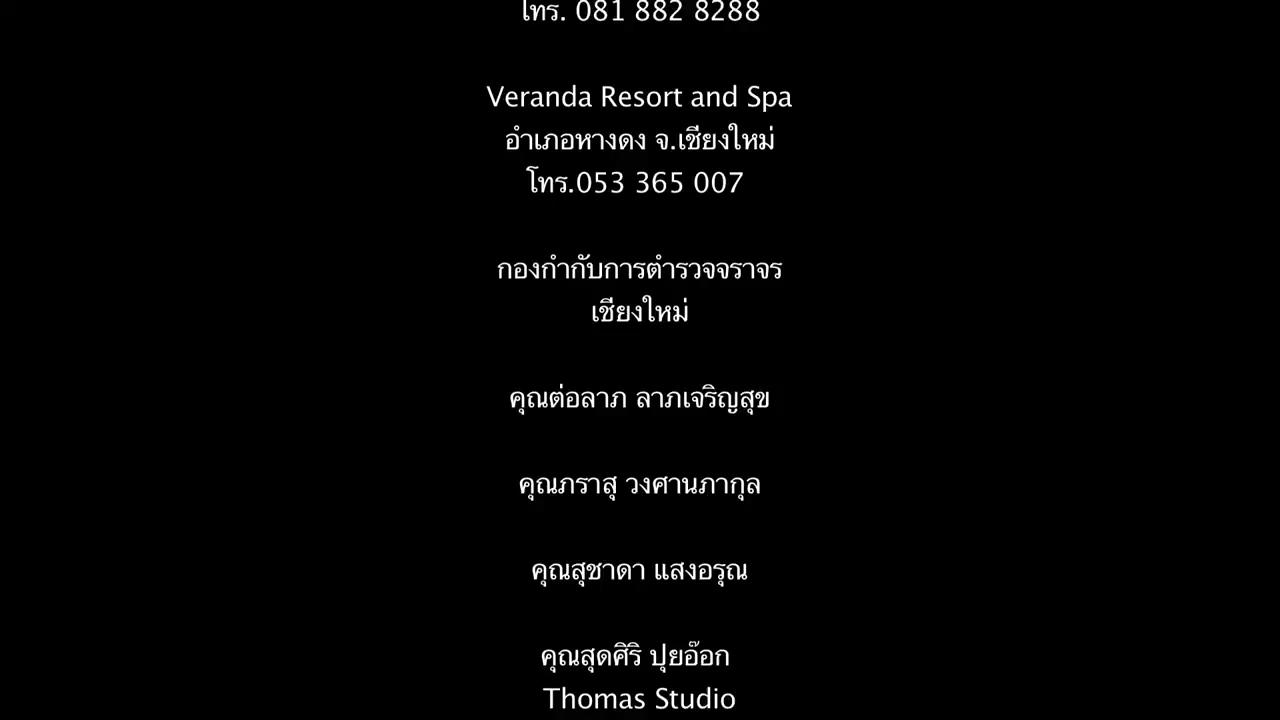 โทร. 081 882 8288
Veranda Resort and Spa
อำเภอหางดง จ.เชียงใหม่
โทร.053 365 007
กองกำกับการตำรวจจราจร
เชียงใหม่
คุณต่อลาภ ลาภเจริญสุข
คุณภราสุ วงศานภากุล
คุณสุชาดา แสงอรุณ
คุณสุดศิริ ปุยอ๊อก
Thomas Studio